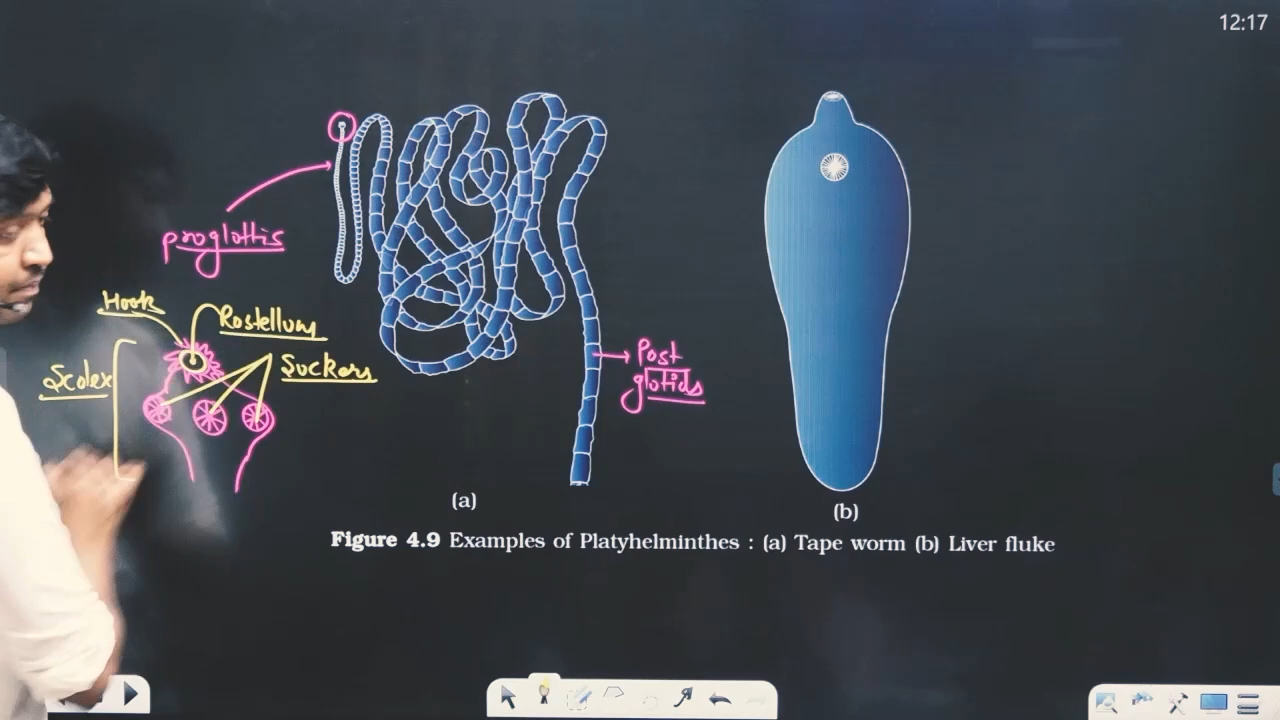 12:17
proglottis
Hook
Rostellum
Scolex
Suckers
Post
glotids
(a)
(b)
Figure 4.9 Examples of Platyhelminthes : (a) Tape worm (b) Liver fluke